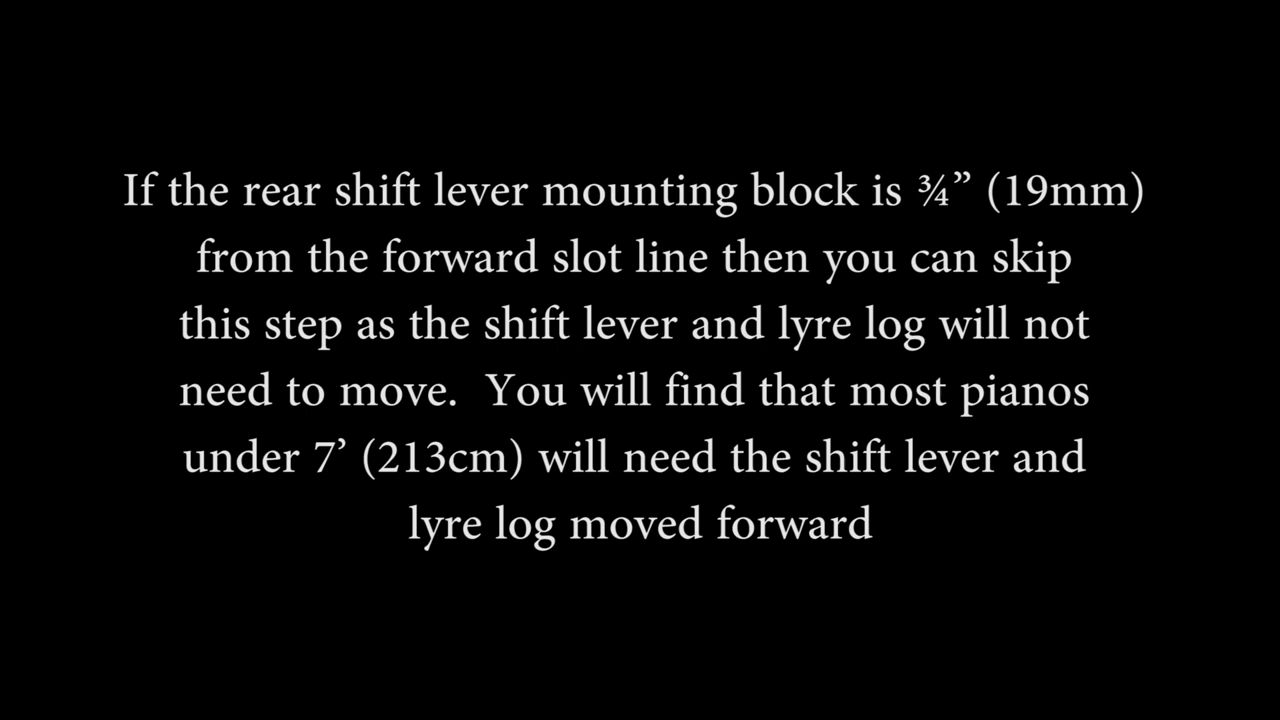 If the rear shift lever mounting block is ¾” (19mm)
from the forward slot line then you can skip
this step as the shift lever and lyre log will not
need to move.  You will find that most pianos
under 7’ (213cm) will need the shift lever and
lyre log moved forward